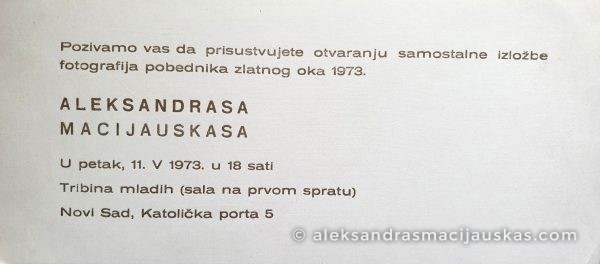 Pozivamo vas da prisustvujete otvaranju samostalne izložbe
fotografija pobednika zlatnog oka 1973.
ALEKSANDRASA
MACIJAUSKASA
U petak, 11. V 1973. u 18 sati
Tribina mladih (sala na prvom spratu)
Novi Sad, Katolička porta 5
© aleksandrasmacijauskas.com